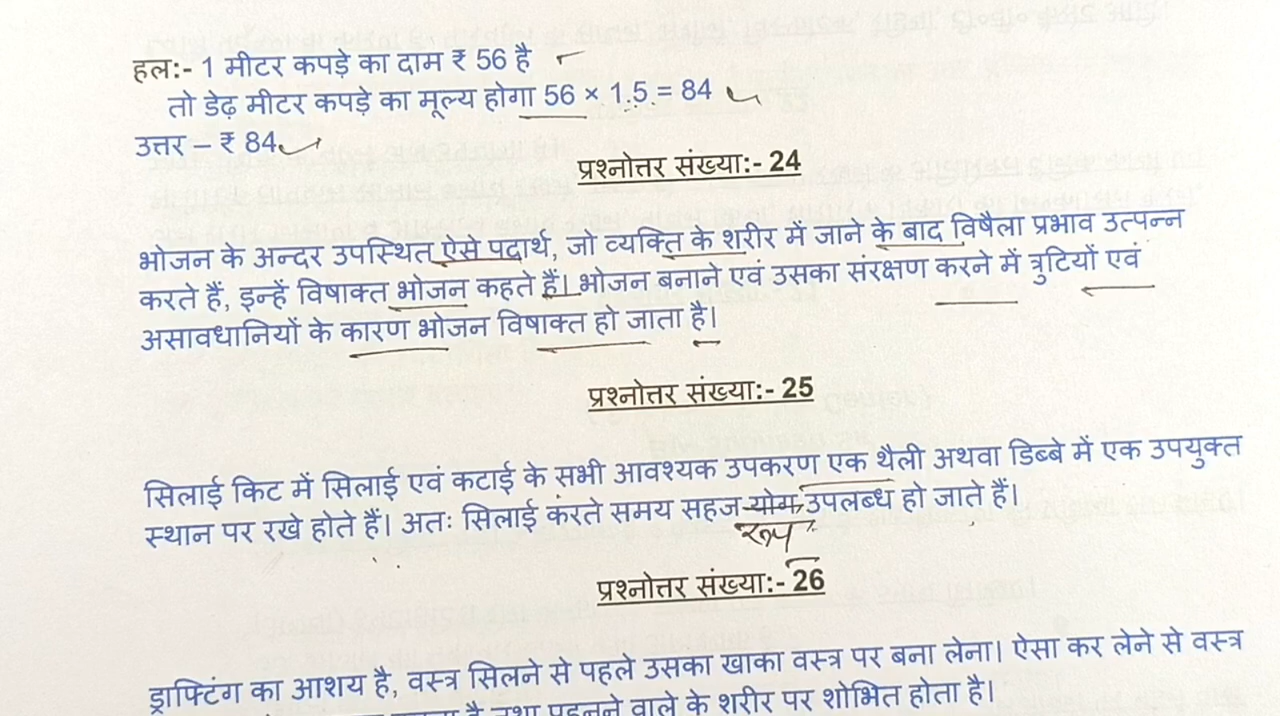 हल:- 1 मीटर कपड़े का दाम ₹ 56 है
तो डेढ़ मीटर कपड़े का मूल्य होगा 56 × 1.5 = 84
उत्तर – ₹ 84
प्रश्नोत्तर संख्या:- 24
भोजन के अन्दर उपस्थित ऐसे पदार्थ, जो व्यक्ति के शरीर में जाने के बाद विषैला प्रभाव उत्पन्न
करते हैं, इन्हें विषाक्त भोजन कहते हैं। भोजन बनाने एवं उसका संरक्षण करने में त्रुटियों एवं
असावधानियों के कारण भोजन विषाक्त हो जाता है।
प्रश्नोत्तर संख्या:- 25
सिलाई किट में सिलाई एवं कटाई के सभी आवश्यक उपकरण एक थैली अथवा डिब्बे में एक उपयुक्त
स्थान पर रखे होते हैं। अतः सिलाई करते समय सहज योग उपलब्ध हो जाते हैं।
रूप
प्रश्नोत्तर संख्या:- 26
ड्राफ्टिंग का आशय है, वस्त्र सिलने से पहले उसका खाका वस्त्र पर बना लेना। ऐसा कर लेने से वस्त्र
है तथा पहनने वाले के शरीर पर शोभित होता है।